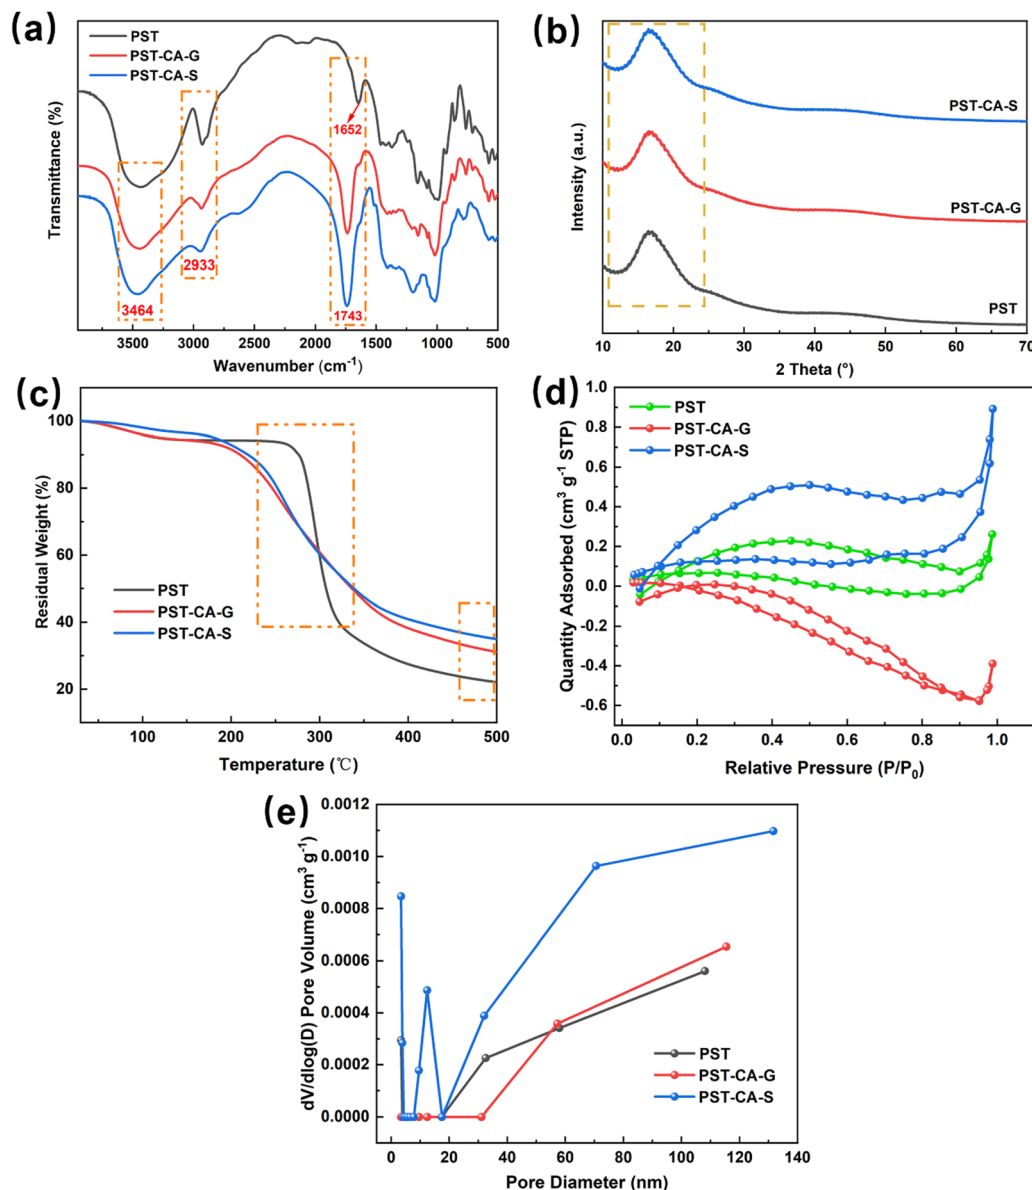 (a)
PST
PST-CA-G
PST-CA-S
1652
2933
3464
1743
Transmittance (%)
3500 3000 2500 2000 1500 1000 500
Wavenumber (cm⁻¹)
(b)
PST-CA-S
PST-CA-G
PST
Intensity (a.u.)
10 20 30 40 50 60 70
2 Theta (°)
(c)
100
80
60
40
20
PST
PST-CA-G
PST-CA-S
Residual Weight (%)
100 200 300 400 500
Temperature (℃)
(d)
1.0
0.8
0.6
0.4
0.2
0.0
-0.2
-0.4
-0.6
PST
PST-CA-G
PST-CA-S
Quantity Adsorbed (cm³ g⁻¹ STP)
0.0 0.2 0.4 0.6 0.8 1.0
Relative Pressure (P/P₀)
(e)
0.0012
0.0010
0.0008
0.0006
0.0004
0.0002
0.0000
PST
PST-CA-G
PST-CA-S
dV/dlog(D) Pore Volume (cm³ g⁻¹)
0 20 40 60 80 100 120 140
Pore Diameter (nm)